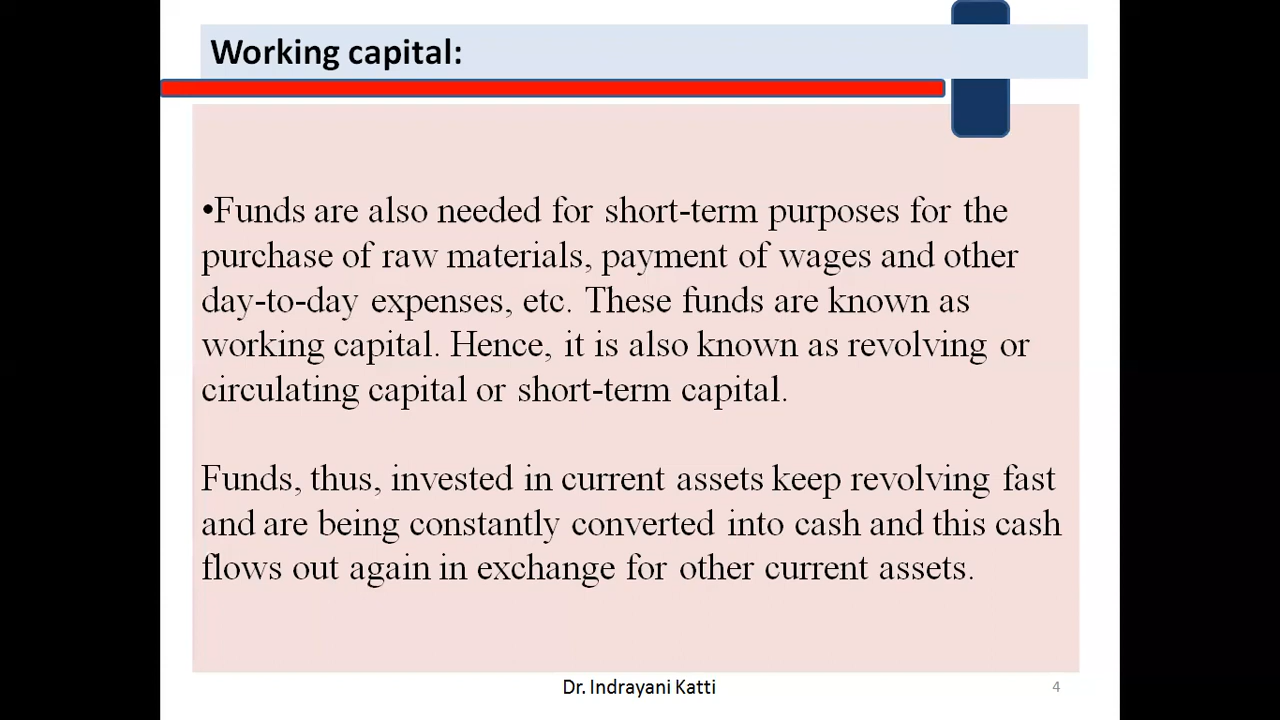 Working capital:
•Funds are also needed for short-term purposes for the
purchase of raw materials, payment of wages and other
day-to-day expenses, etc. These funds are known as
working capital. Hence, it is also known as revolving or
circulating capital or short-term capital.
Funds, thus, invested in current assets keep revolving fast
and are being constantly converted into cash and this cash
flows out again in exchange for other current assets.
Dr. Indrayani Katti
4